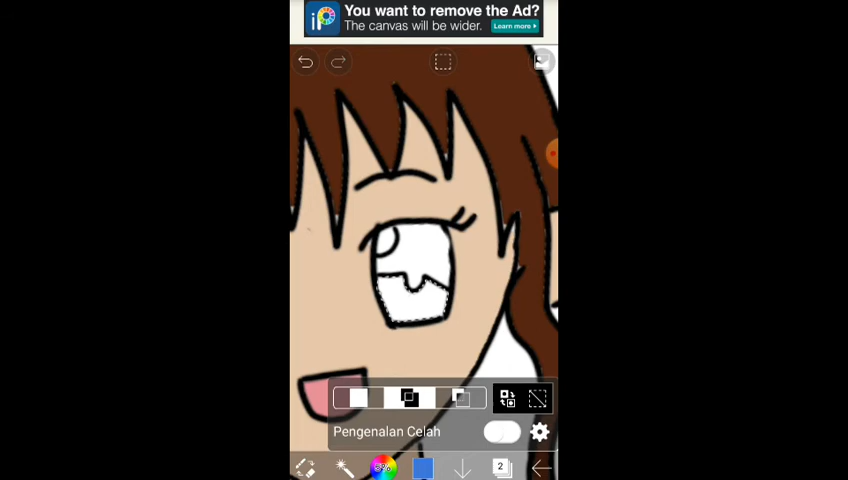 You want to remove the Ad?
The canvas will be wider.
Learn more
Pengenalan Celah
2